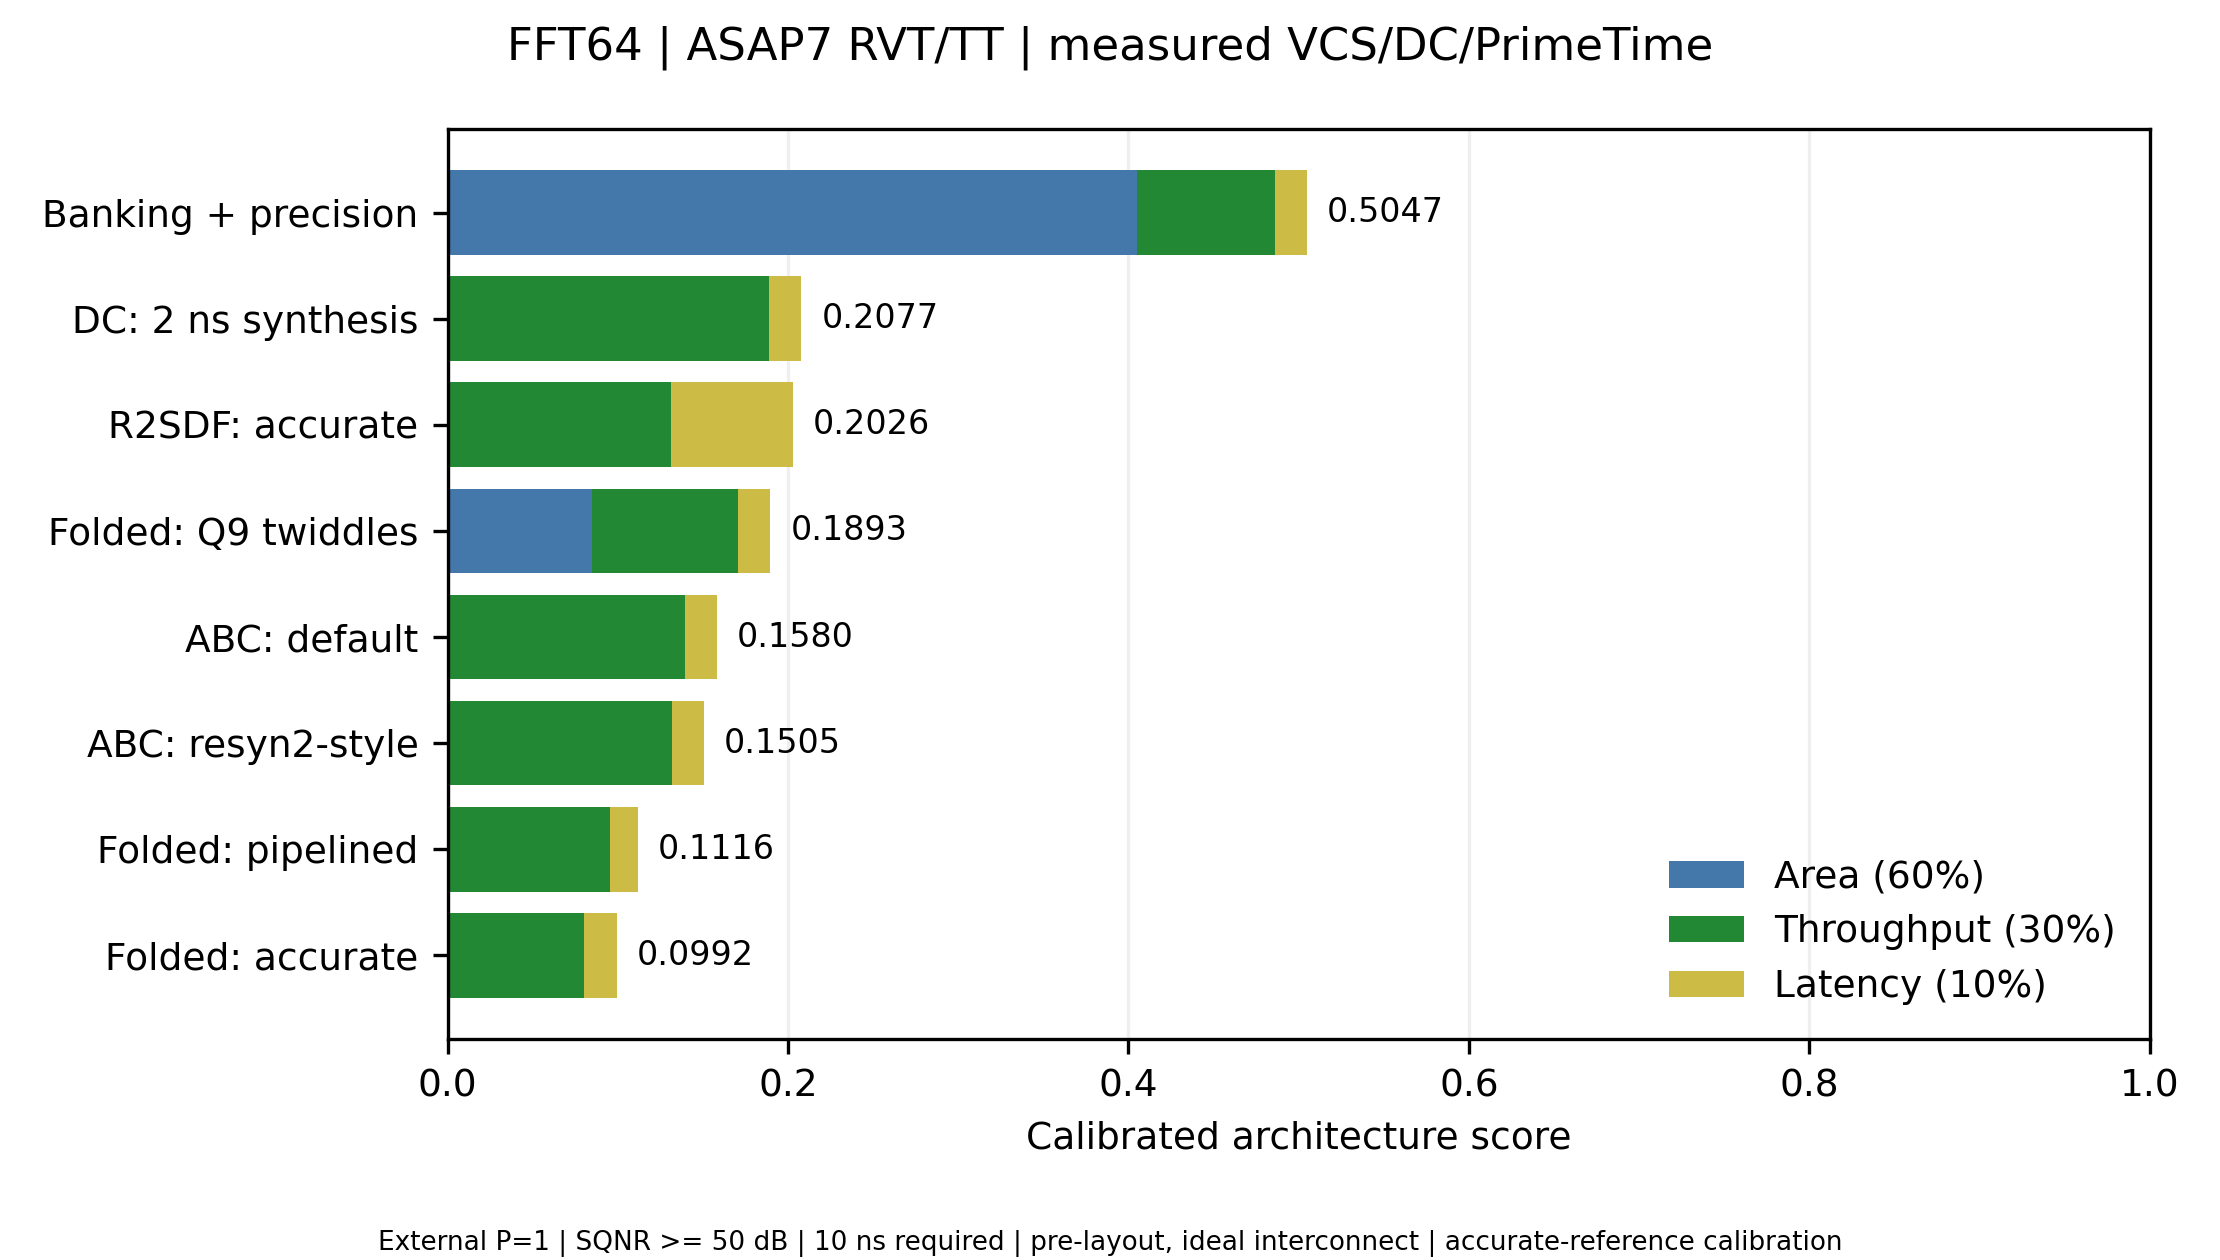 FFT64 | ASAP7 RVT/TT | measured VCS/DC/PrimeTime
Banking + precision
0.5047
DC: 2 ns synthesis
0.2077
R2SDF: accurate
0.2026
Folded: Q9 twiddles
0.1893
ABC: default
0.1580
ABC: resyn2-style
0.1505
Folded: pipelined
0.1116
Folded: accurate
0.0992
Area (60%)
Throughput (30%)
Latency (10%)
0.0 0.2 0.4 0.6 0.8 1.0
Calibrated architecture score
External P=1 | SQNR >= 50 dB | 10 ns required | pre-layout, ideal interconnect | accurate-reference calibration